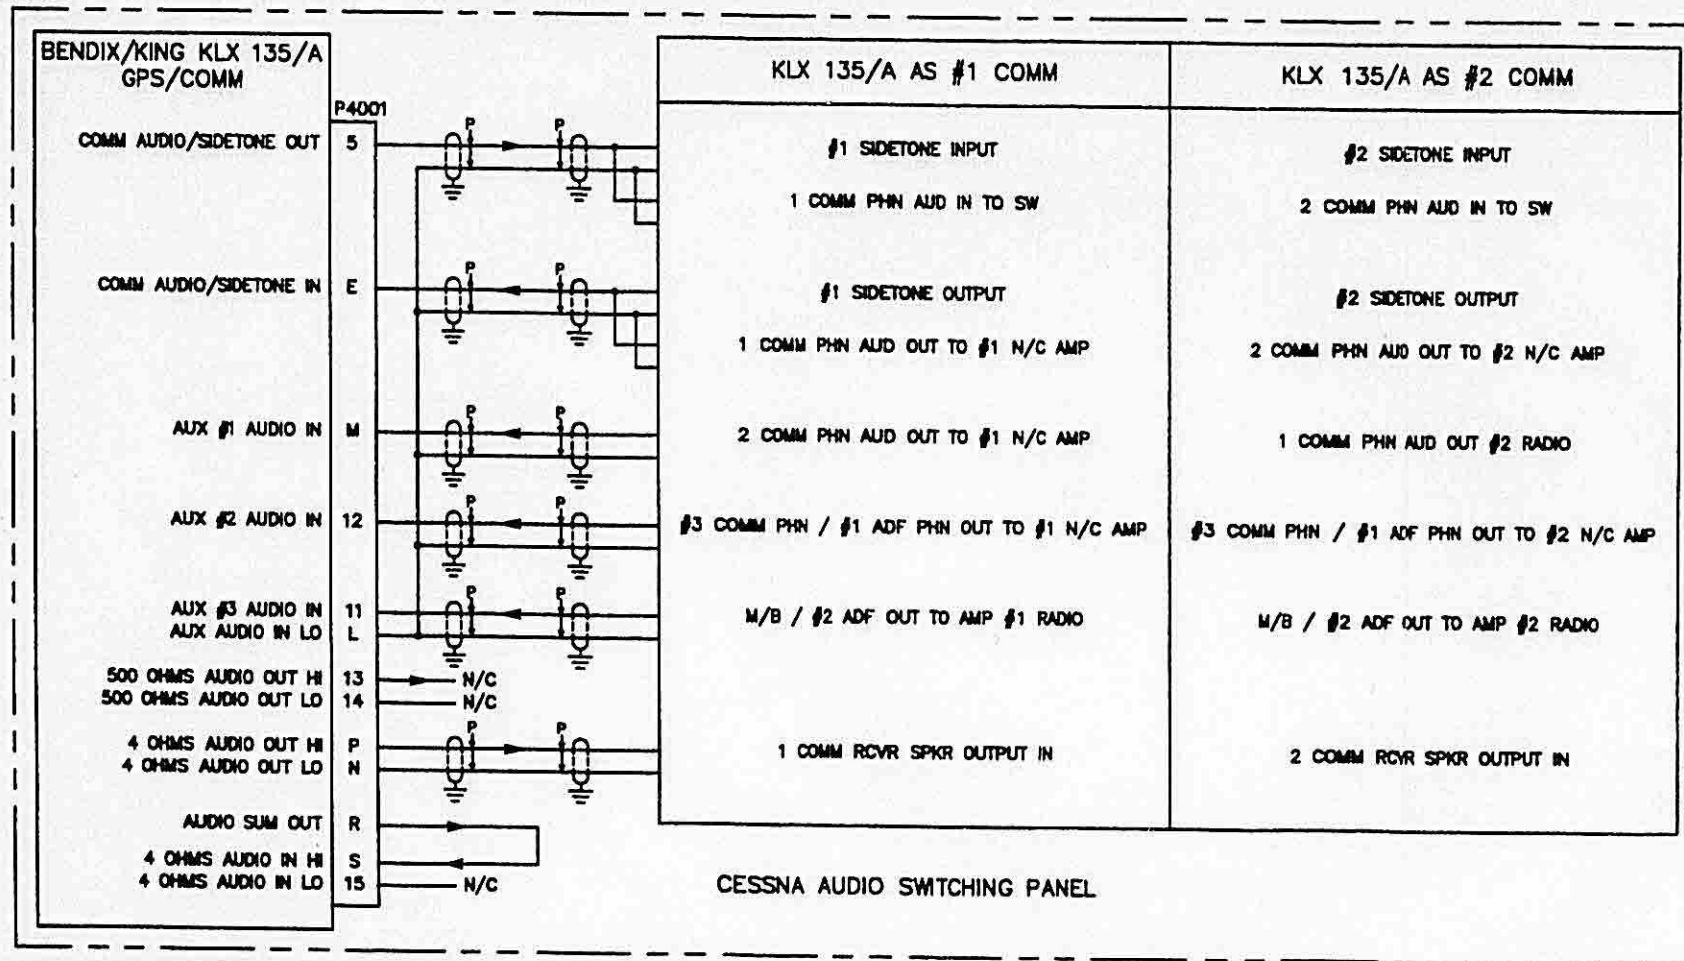 BENDIX/KING KLX 135/A
GPS/COMM
P4001
KLX 135/A AS #1 COMM
KLX 135/A AS #2 COMM
COMM AUDIO/SIDETONE OUT 5
P P
#1 SIDETONE INPUT
#2 SIDETONE INPUT
1 COMM PHN AUD IN TO SW
2 COMM PHN AUD IN TO SW
COMM AUDIO/SIDETONE IN E
P P
#1 SIDETONE OUTPUT
#2 SIDETONE OUTPUT
1 COMM PHN AUD OUT TO #1 N/C AMP
2 COMM PHN AUD OUT TO #2 N/C AMP
AUX #1 AUDIO IN M
P P
2 COMM PHN AUD OUT TO #1 N/C AMP
1 COMM PHN AUD OUT #2 RADIO
AUX #2 AUDIO IN 12
P P
#3 COMM PHN / #1 ADF PHN OUT TO #1 N/C AMP
#3 COMM PHN / #1 ADF PHN OUT TO #2 N/C AMP
AUX #3 AUDIO IN 11
P P
AUX AUDIO IN LO L
M/B / #2 ADF OUT TO AMP #1 RADIO
M/B / #2 ADF OUT TO AMP #2 RADIO
500 OHMS AUDIO OUT HI 13 N/C
500 OHMS AUDIO OUT LO 14 N/C
4 OHMS AUDIO OUT HI P
P P
4 OHMS AUDIO OUT LO N
1 COMM RCVR SPKR OUTPUT IN
2 COMM RCVR SPKR OUTPUT IN
AUDIO SUM OUT R
4 OHMS AUDIO IN HI S
4 OHMS AUDIO IN LO 15 N/C
CESSNA AUDIO SWITCHING PANEL